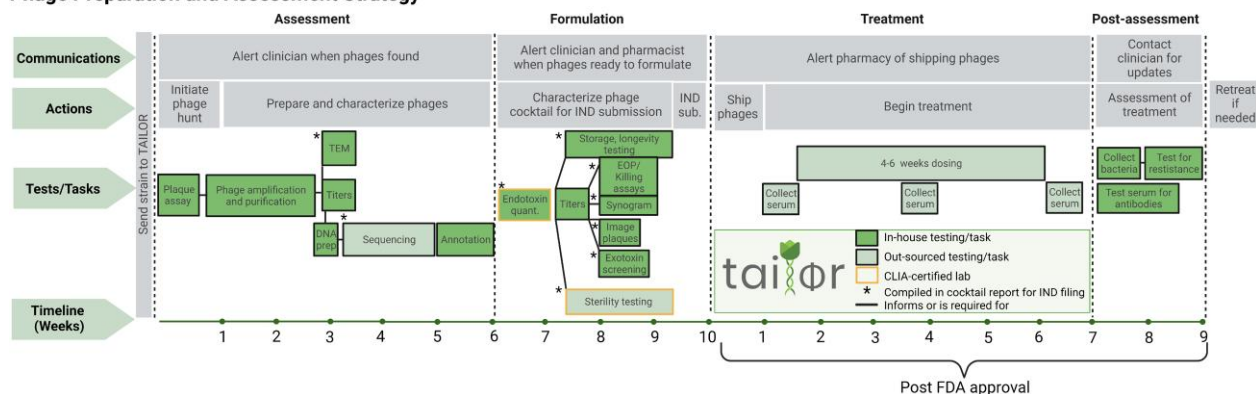 Phage Preparation and Assessment Strategy
Assessment
Formulation
Treatment
Post-assessment
Communications
Alert clinician when phages found
Alert clinician and pharmacist
when phages ready to formulate
Alert pharmacy of shipping phages
Contact
clinician for
updates
Actions
Send strain to TAILOR
Initiate
phage
hunt
Prepare and characterize phages
Characterize phage
cocktail for IND submission
IND
sub.
Ship
phages
Begin treatment
Assessment of
treatment
Retreat
if
needed
Tests/Tasks
Plaque
assay
Phage amplification
and purification
*
TEM
Titers
DNA
prep
*
Sequencing
Annotation
*
Endotoxin
quant.
*
Storage, longevity
testing
Titers
*
EOP/
Killing
assays
*
Synogram
*
Image
plaques
*
Exotoxin
screening
*
Sterility testing
4-6 weeks dosing
Collect
serum
Collect
serum
Collect
serum
Collect
bacteria
Test for
resistance
Test serum for
antibodies
tailφr
In-house testing/task
Out-sourced testing/task
CLIA-certified lab
* Compiled in cocktail report for IND filing
Informs or is required for
Timeline
(Weeks)
1 2 3 4 5 6 7 8 9 10 1 2 3 4 5 6 7 8 9
Post FDA approval